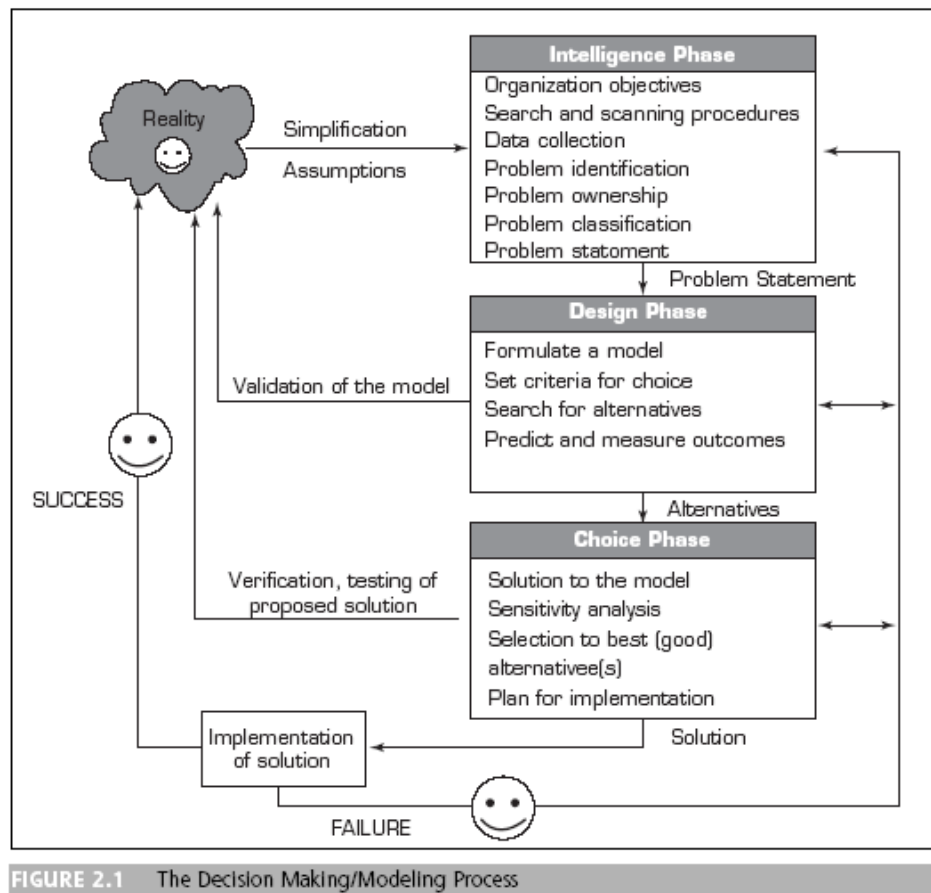 Intelligence Phase
Organization objectives
Search and scanning procedures
Data collection
Problem identification
Problem ownership
Problem classification
Problem statoment
Reality
Simplification
Assumptions
Problem Statement
Design Phase
Formulate a model
Set criteria for choice
Search for alternatives
Predict and measure outcomes
Validation of the model
SUCCESS
Alternatives
Choice Phase
Solution to the model
Sensitivity analysis
Selection to best (good)
alternativee(s)
Plan for implementation
Verification, testing of
proposed solution
Solution
Implementation
of solution
FAILURE
FIGURE 2.1 The Decision Making/Modeling Process